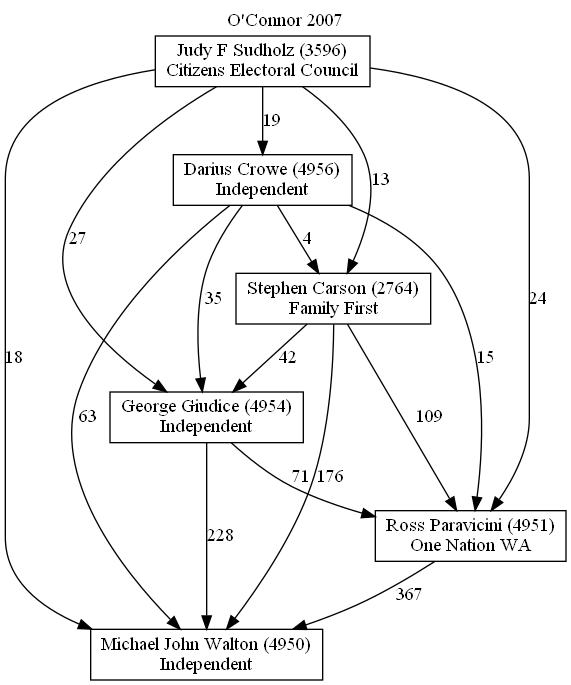 O'Connor 2007
Judy F Sudholz (3596)
Citizens Electoral Council
19
Darius Crowe (4956)
Independent
13
27
4
Stephen Carson (2764)
Family First
35
24
18
42
15
63
George Giudice (4954)
Independent
109
71
176
228
Ross Paravicini (4951)
One Nation WA
367
Michael John Walton (4950)
Independent